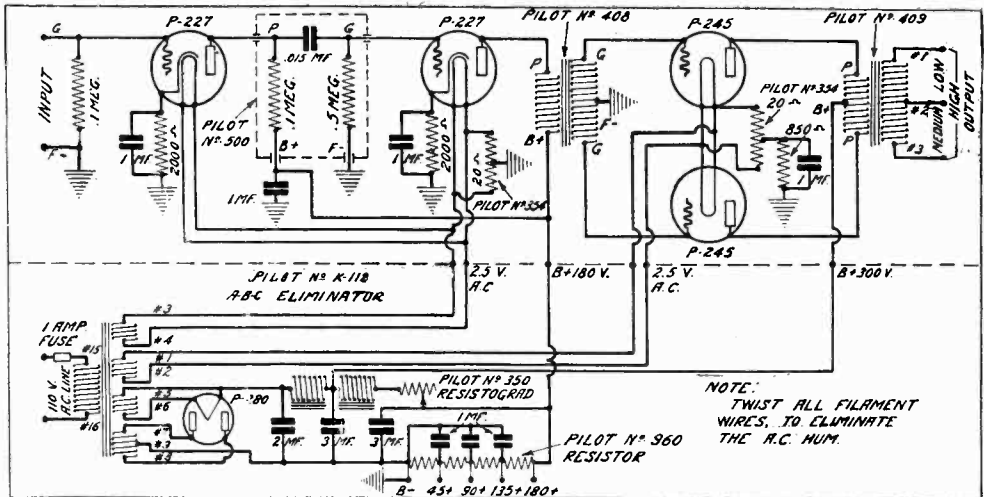 P-227
P-227
PILOT Nº 408
P-245
PILOT Nº 409
G
P
G
.015 MF.
INPUT
.1 MEG.
F-
1 MF.
2000 Ω
PILOT
Nº 500
.1 MEG.
.5 MEG.
B+
F-
1 MF.
1 MF.
2000 Ω
20 Ω
PILOT Nº 354
P
B+
G
F-
G
PILOT Nº 354
20 Ω
850 Ω
1
MF.
P
B+
P
#1
#2
#3
LOW
MEDIUM
HIGH
OUTPUT
P-245
PILOT Nº K-112
A-B-C ELIMINATOR
2.5 V.
A.C.
B+180 V.
2.5 V.
A.C.
B+300 V.
1 AMP.
FUSE
110 V.
A.C. LINE
#15
#16
#3
#4
#1
#2
#5
#6
P-280
2 MF.
3 MF.
3 MF.
PILOT Nº 350
RESISTOGRAD
1 MF.
PILOT Nº 960
RESISTOR
B-
45+
90+
135+
180+
NOTE:
TWIST ALL FILAMENT
WIRES, TO ELIMINATE
THE A.C. HUM.